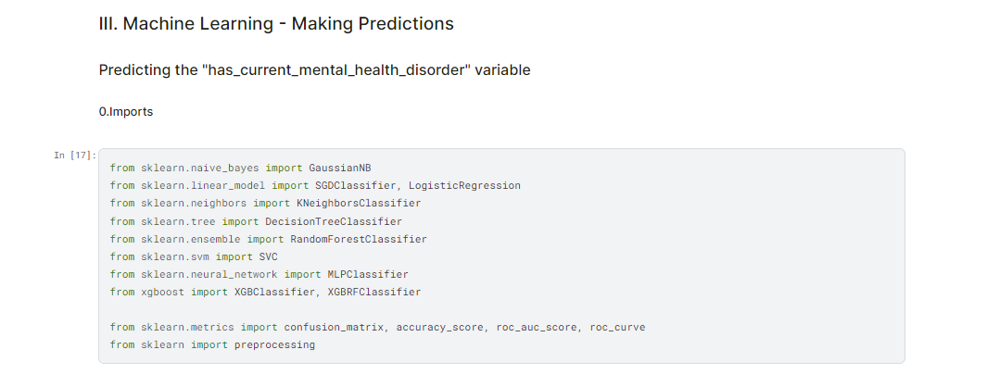 III. Machine Learning - Making Predictions
Predicting the "has_current_mental_health_disorder" variable
0.Imports
In [17]:
from sklearn.naive_bayes import GaussianNB
from sklearn.linear_model import SGDClassifier, LogisticRegression
from sklearn.neighbors import KNeighborsClassifier
from sklearn.tree import DecisionTreeClassifier
from sklearn.ensemble import RandomForestClassifier
from sklearn.svm import SVC
from sklearn.neural_network import MLPClassifier
from xgboost import XGBClassifier, XGBRFClassifier
from sklearn.metrics import confusion_matrix, accuracy_score, roc_auc_score, roc_curve
from sklearn import preprocessing